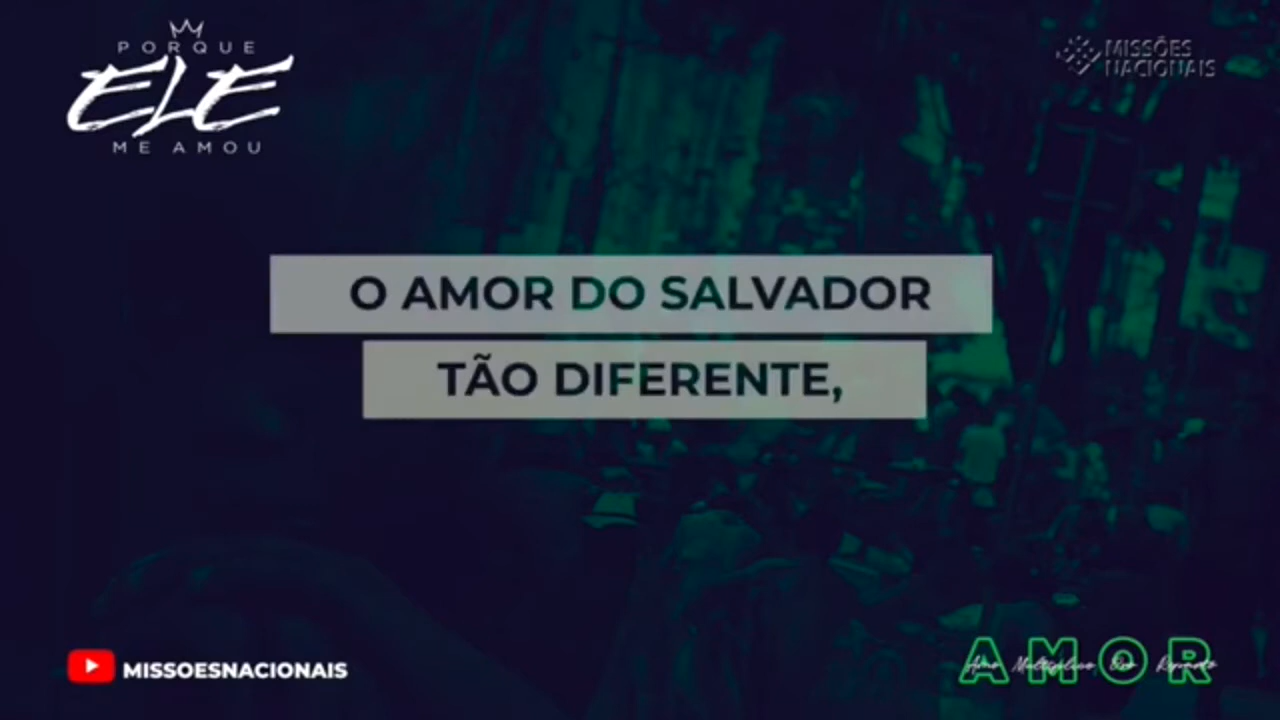 PORQUE
ELE
ME AMOU
MISSÕES
NACIONAIS
O AMOR DO SALVADOR
TÃO DIFERENTE,
MISSOESNACIONAIS
AMOR